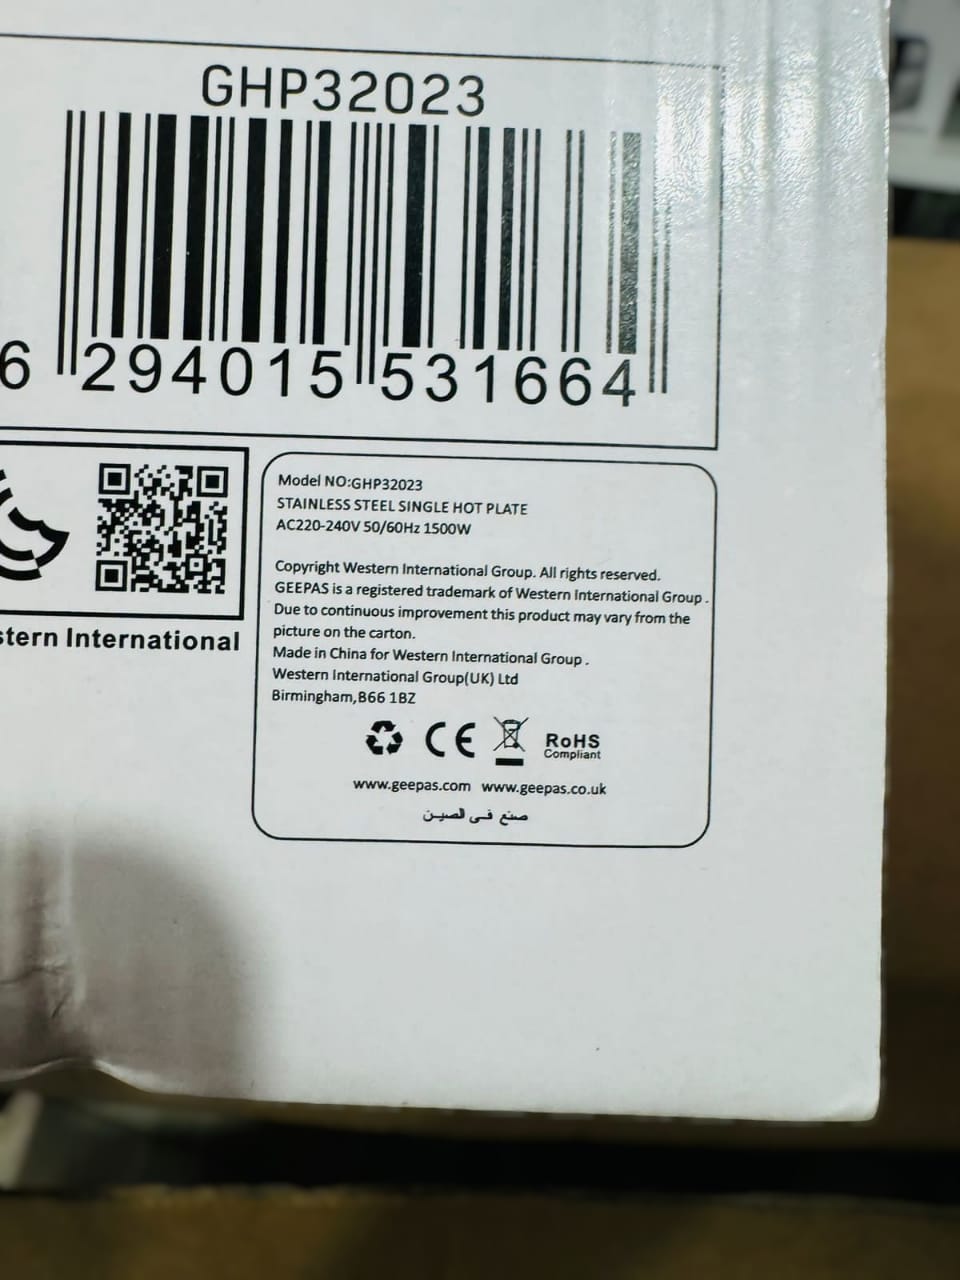 GHP32023
6 294015 531664
stern International
Model NO:GHP32023
STAINLESS STEEL SINGLE HOT PLATE
AC220-240V 50/60Hz 1500W
Copyright Western International Group. All rights reserved.
GEEPAS is a registered trademark of Western International Group .
Due to continuous improvement this product may vary from the
picture on the carton.
Made in China for Western International Group .
Western International Group(UK) Ltd
Birmingham,B66 1BZ
CE
RoHS
Compliant
www.geepas.com www.geepas.co.uk
صنع في الصين